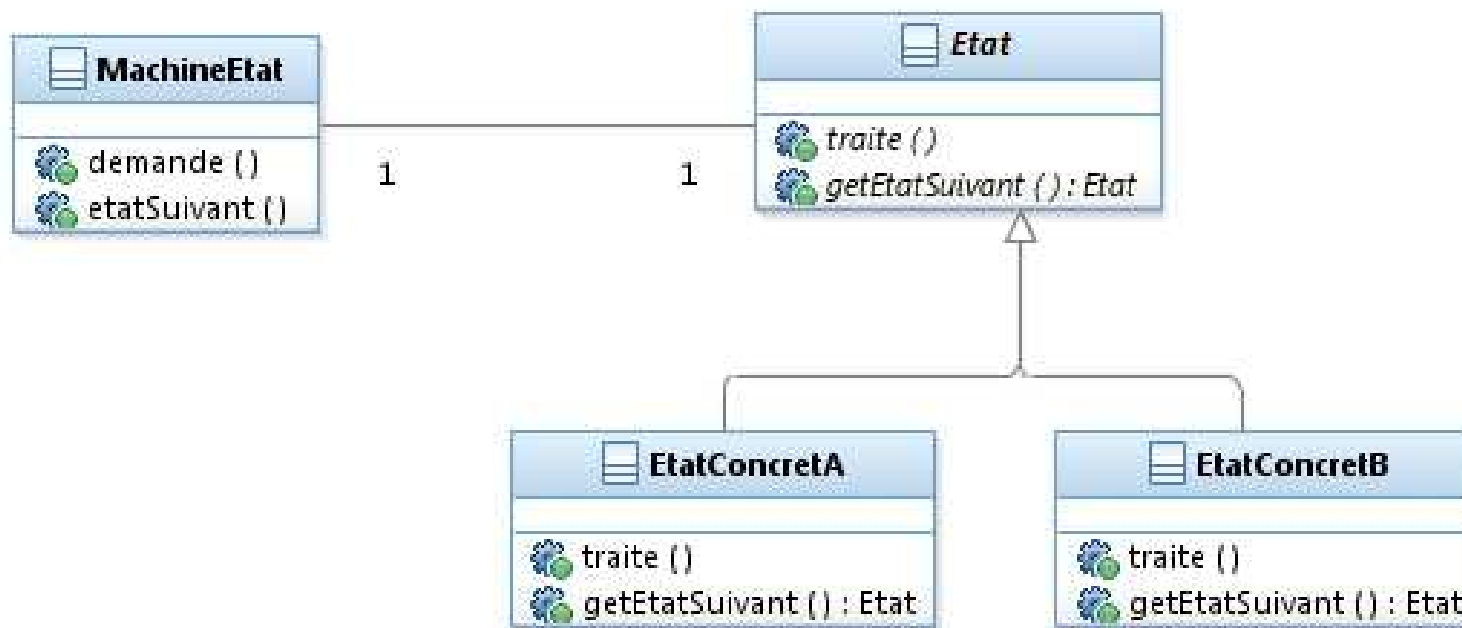 MachineEtat
demande ()
etatSuivant ()
1
1
Etat
traite ()
getEtatSuivant () : Etat
EtatConcretA
traite ()
getEtatSuivant () : Etat
EtatConcretB
traite ()
getEtatSuivant () : Etat